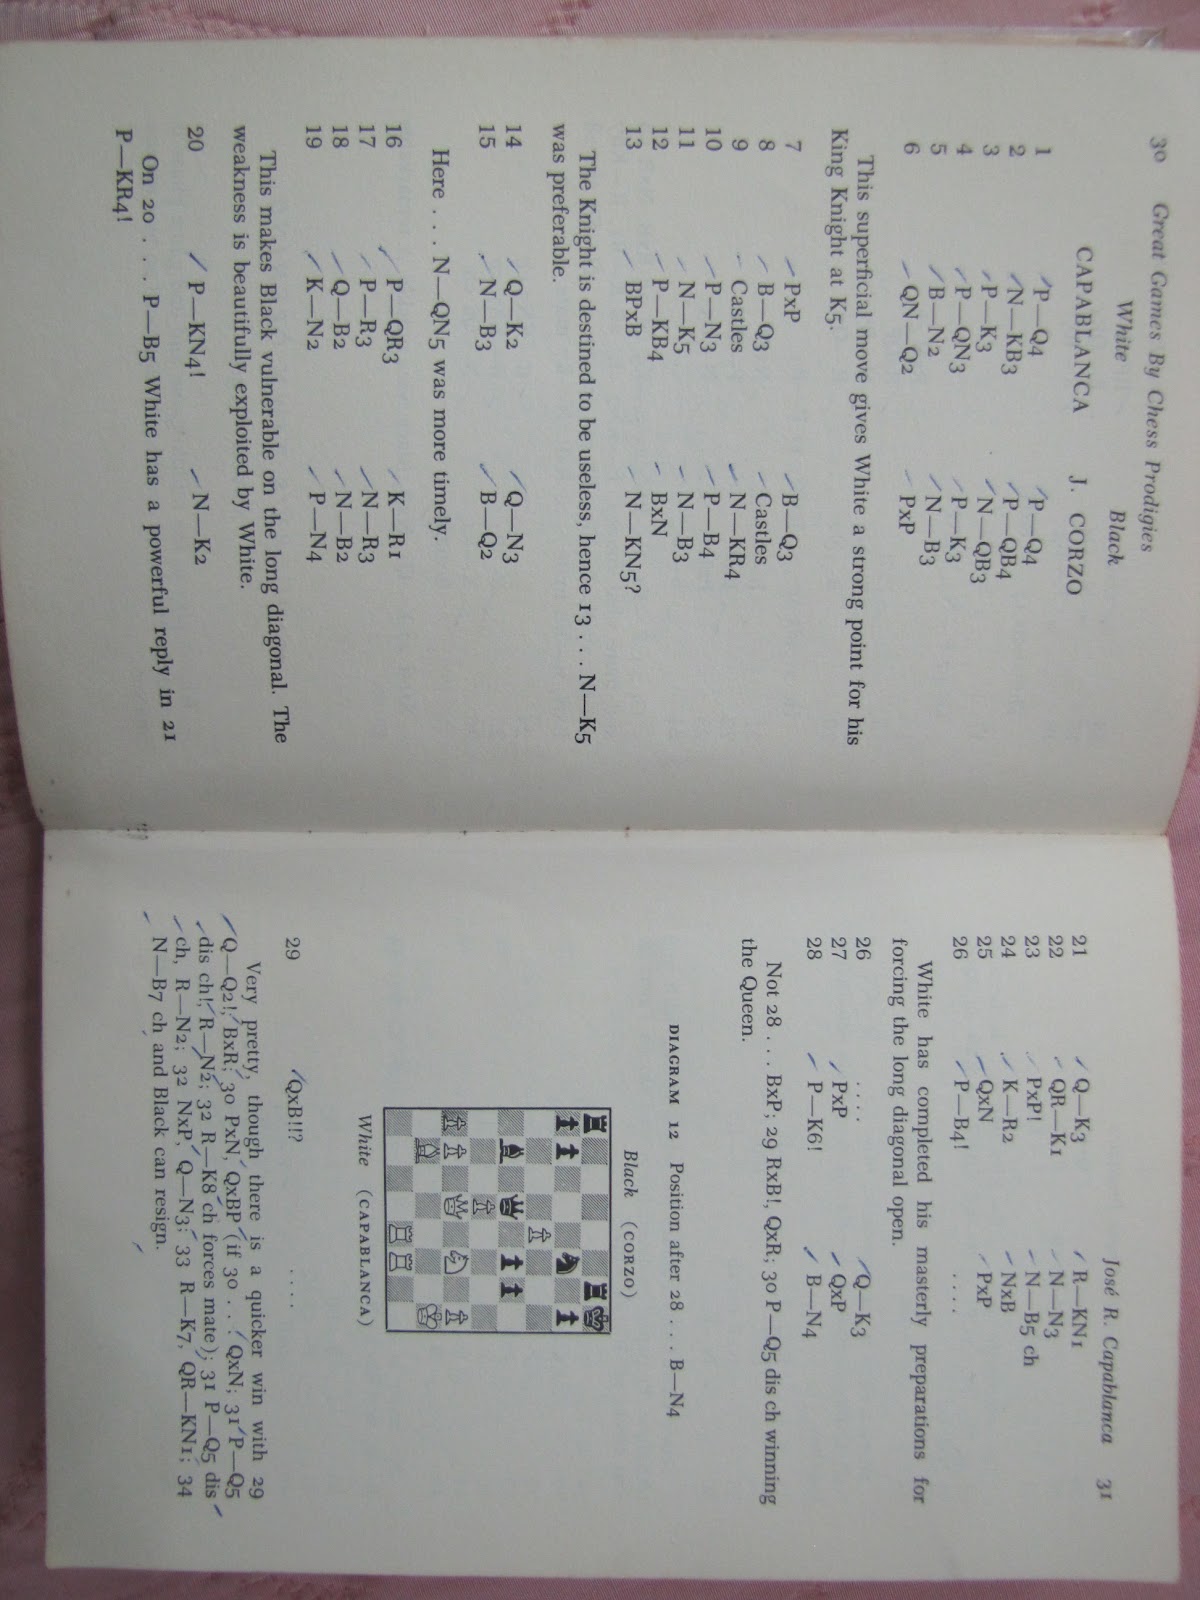 30 Great Games By Chess Prodigies
White Black
CAPABLANCA J. CORZO
1 P—Q4 P—Q4
2 N—KB3 P—QB4
3 P—K3 N—QB3
4 P—QN3 P—K3
5 B—N2 N—B3
6 QN—Q2 PxP
This superficial move gives White a strong point for his
King Knight at K5.
7 PxP B—Q3
8 B—Q3 Castles
9 Castles N—KR4
10 P—N3 P—B4
11 N—K5 N—B3
12 P—KB4 BxN
13 BPxB N—KN5?
The Knight is destined to be useless, hence 13 . . . N—K5
was preferable.
14 Q—K2 Q—N3
15 N—B3 B—Q2
Here . . . N—QN5 was more timely.
16 P—QR3 K—R1
17 P—R3 N—R3
18 Q—B2 N—B2
19 K—N2 P—N4
This makes Black vulnerable on the long diagonal. The
weakness is beautifully exploited by White.
20 P—KN4! N—K2
On 20 . . . P—B5 White has a powerful reply in 21
P—KR4!
José R. Capablanca 31
21 Q—K3 R—KN1
22 QR—K1 N—N3
23 PxP! N—B5 ch
24 K—R2 NxB
25 QxN PxP
26 P—B4! . . . .
White has completed his masterly preparations for
forcing the long diagonal open.
26 . . . . Q—K3
27 PxP QxP
28 P—K6! B—N4
Not 28 . . . BxP; 29 RxB!, QxR; 30 P—Q5 dis ch winning
the Queen.
DIAGRAM 12 Position after 28 . . . B—N4
Black (CORZO)
White (CAPABLANCA)
29 QxB!!? . . . .
Very pretty, though there is a quicker win with 29
Q—Q2!, BxR; 30 PxN, QxBP (if 30 . . . QxN; 31 P—Q5
dis ch!, R—N2; 32 R—K8 ch forces mate); 31 P—Q5 dis
ch, R—N2; 32 NxP, Q—N3; 33 R—K7, QR—KN1; 34
N—B7 ch and Black can resign.